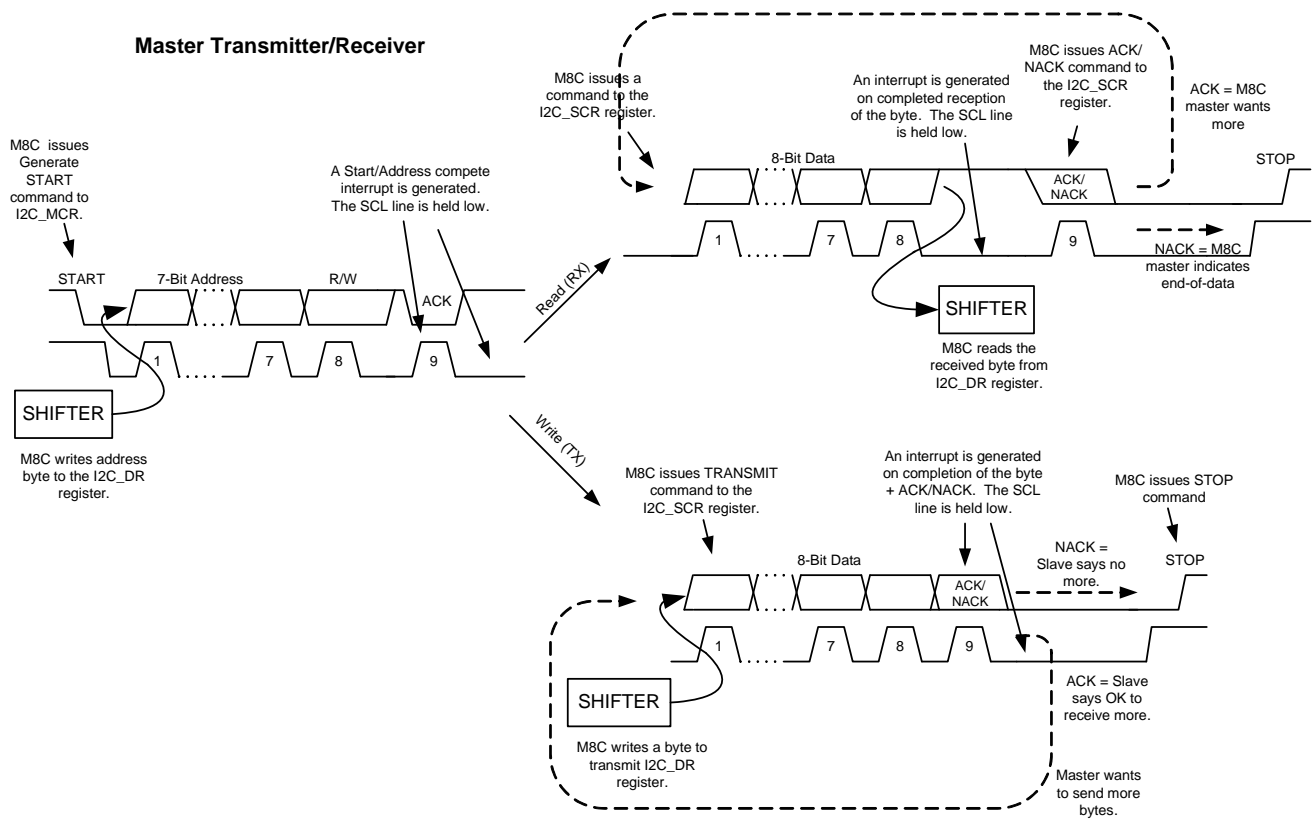 Master Transmitter/Receiver
M8C issues
Generate
START
command to
I2C_MCR.
A Start/Address compete
interrupt is generated.
The SCL line is held low.
START
7-Bit Address
R/W
ACK
1
7
8
9
SHIFTER
M8C writes address
byte to the I2C_DR
register.
Read (RX)
Write (TX)
M8C issues a
command to the
I2C_SCR register.
An interrupt is generated
on completed reception
of the byte. The SCL line
is held low.
M8C issues ACK/
NACK command to
the I2C_SCR
register.
ACK = M8C
master wants
more
8-Bit Data
STOP
ACK/
NACK
1
7
8
9
NACK = M8C
master indicates
end-of-data
SHIFTER
M8C reads the
received byte from
I2C_DR register.
M8C issues TRANSMIT
command to the
I2C_SCR register.
An interrupt is generated
on completion of the byte
+ ACK/NACK. The SCL
line is held low.
M8C issues STOP
command
8-Bit Data
NACK =
Slave says no
more.
STOP
ACK/
NACK
1
7
8
9
SHIFTER
ACK = Slave
says OK to
receive more.
M8C writes a byte to
transmit I2C_DR
register.
Master wants
to send more
bytes.